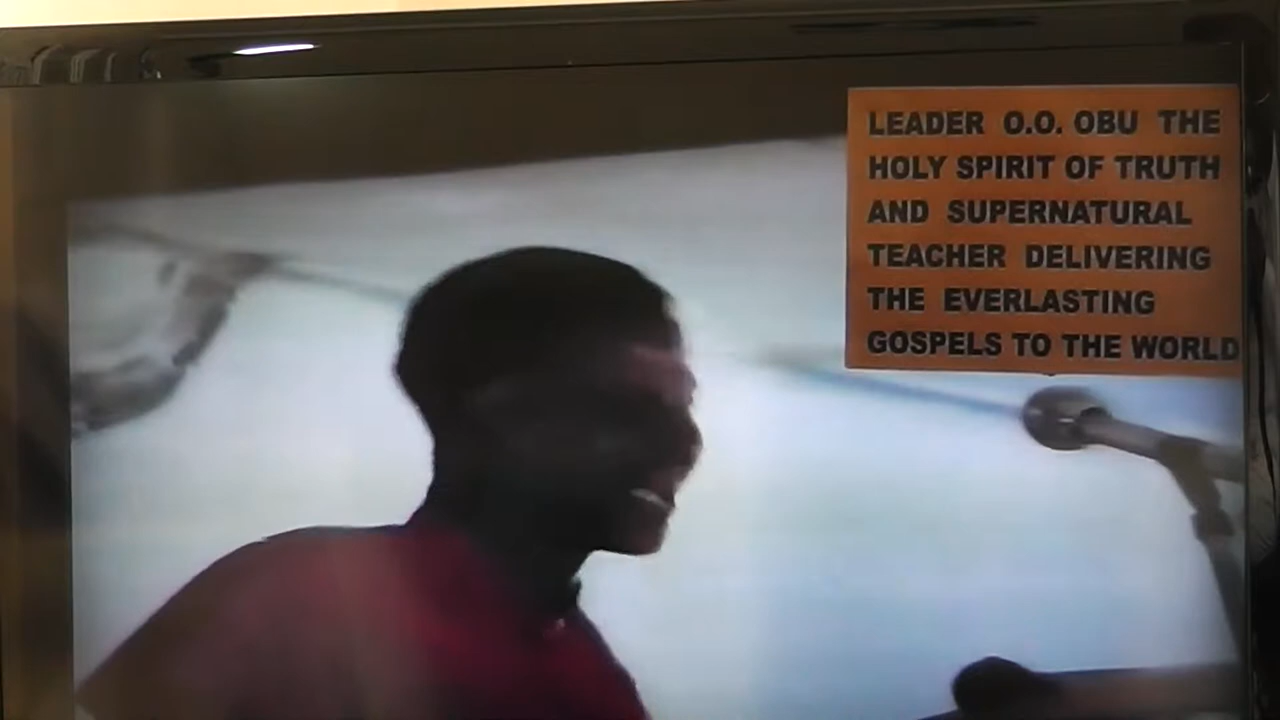 LEADER O.O. OBU THE
HOLY SPIRIT OF TRUTH
AND SUPERNATURAL
TEACHER DELIVERING
THE EVERLASTING
GOSPELS TO THE WORLD